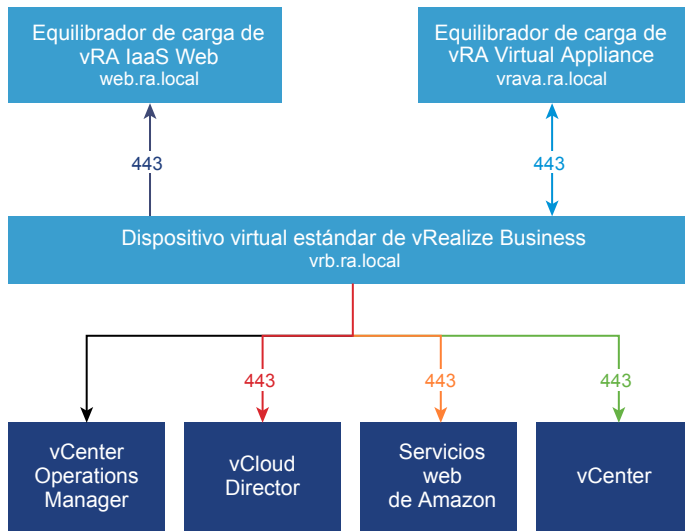 Equilibrador de carga de
vRA IaaS Web
web.ra.local
Equilibrador de carga de
vRA Virtual Appliance
vrava.ra.local
443
443
Dispositivo virtual estándar de vRealize Business
vrb.ra.local
443
443
443
vCenter
Operations
Manager
vCloud
Director
Servicios
web
de Amazon
vCenter